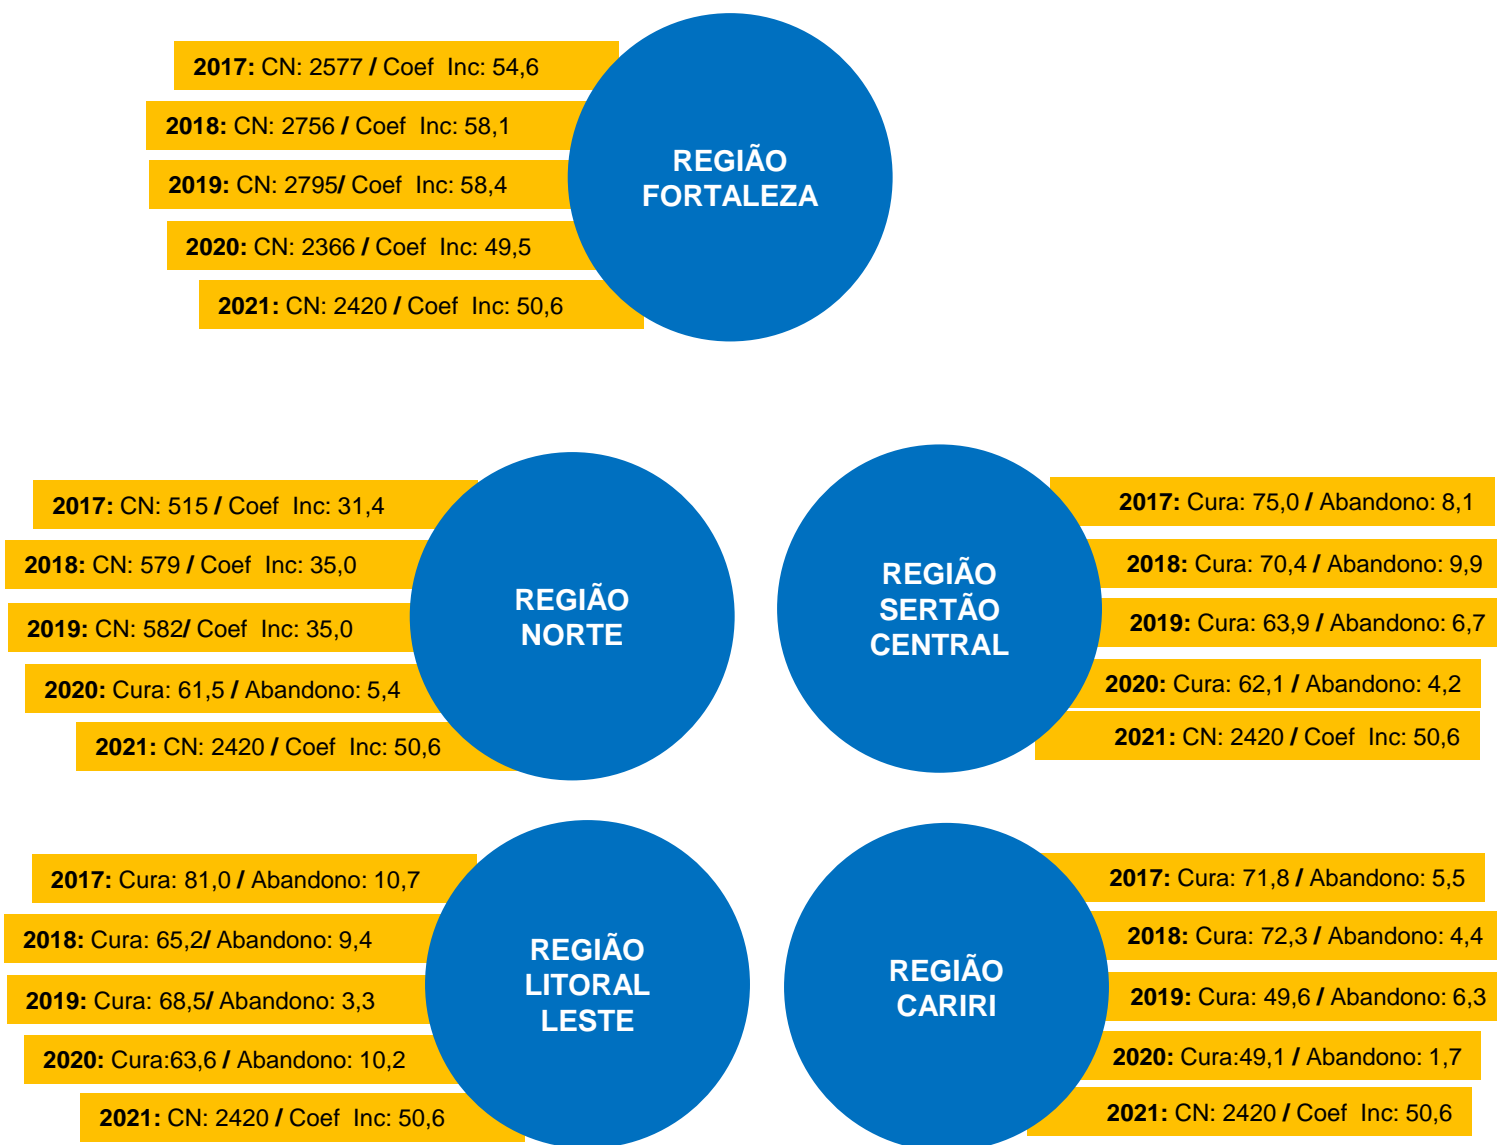 2017: CN: 2577 / Coef Inc: 54,6
2018: CN: 2756 / Coef Inc: 58,1
2019: CN: 2795/ Coef Inc: 58,4
2020: CN: 2366 / Coef Inc: 49,5
2021: CN: 2420 / Coef Inc: 50,6
REGIÃO
FORTALEZA
2017: CN: 515 / Coef Inc: 31,4
2018: CN: 579 / Coef Inc: 35,0
2019: CN: 582/ Coef Inc: 35,0
2020: Cura: 61,5 / Abandono: 5,4
2021: CN: 2420 / Coef Inc: 50,6
REGIÃO
NORTE
REGIÃO
SERTÃO
CENTRAL
2017: Cura: 75,0 / Abandono: 8,1
2018: Cura: 70,4 / Abandono: 9,9
2019: Cura: 63,9 / Abandono: 6,7
2020: Cura: 62,1 / Abandono: 4,2
2021: CN: 2420 / Coef Inc: 50,6
2017: Cura: 81,0 / Abandono: 10,7
2018: Cura: 65,2/ Abandono: 9,4
2019: Cura: 68,5/ Abandono: 3,3
2020: Cura:63,6 / Abandono: 10,2
2021: CN: 2420 / Coef Inc: 50,6
REGIÃO
LITORAL
LESTE
REGIÃO
CARIRI
2017: Cura: 71,8 / Abandono: 5,5
2018: Cura: 72,3 / Abandono: 4,4
2019: Cura: 49,6 / Abandono: 6,3
2020: Cura:49,1 / Abandono: 1,7
2021: CN: 2420 / Coef Inc: 50,6